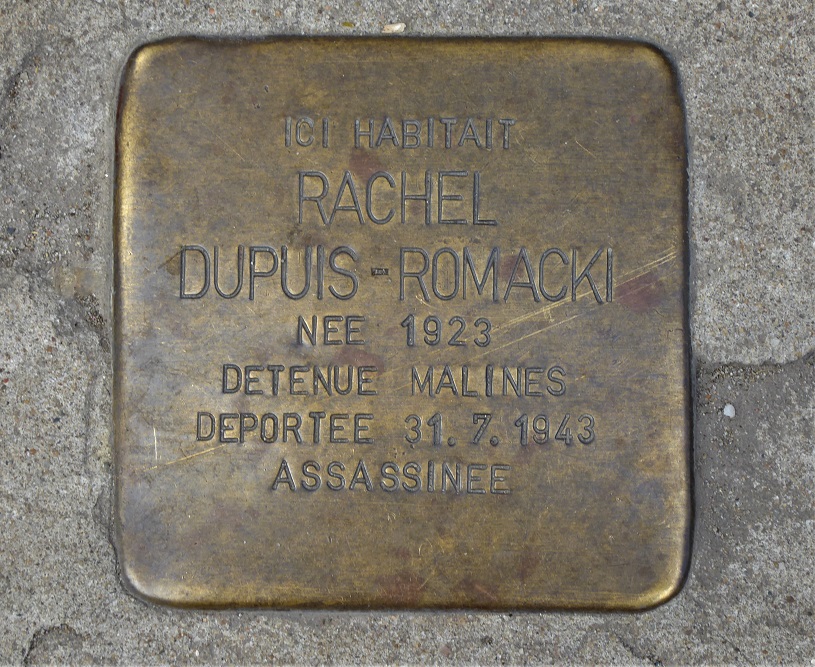 ICI HABITAIT
RACHEL
DUPUIS-ROMACKI
NEE 1923
DETENUE MALINES
DEPORTEE 31.7.1943
ASSASSINEE